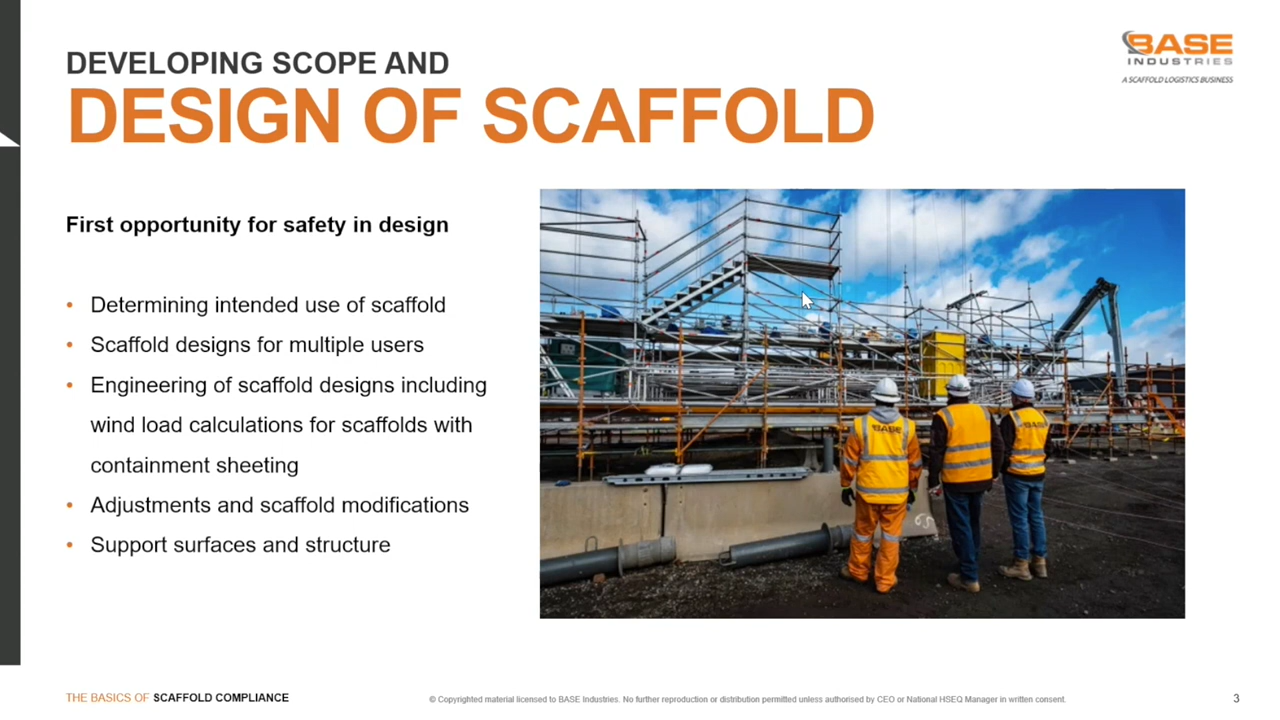 DEVELOPING SCOPE AND
DESIGN OF SCAFFOLD
BASE
INDUSTRIES
A SCAFFOLD LOGISTICS BUSINESS
First opportunity for safety in design
• Determining intended use of scaffold
• Scaffold designs for multiple users
• Engineering of scaffold designs including
wind load calculations for scaffolds with
containment sheeting
• Adjustments and scaffold modifications
• Support surfaces and structure
BASE
THE BASICS OF SCAFFOLD COMPLIANCE
© Copyrighted material licensed to BASE Industries. No further reproduction or distribution permitted unless authorised by CEO or National HSEQ Manager in written consent.
3